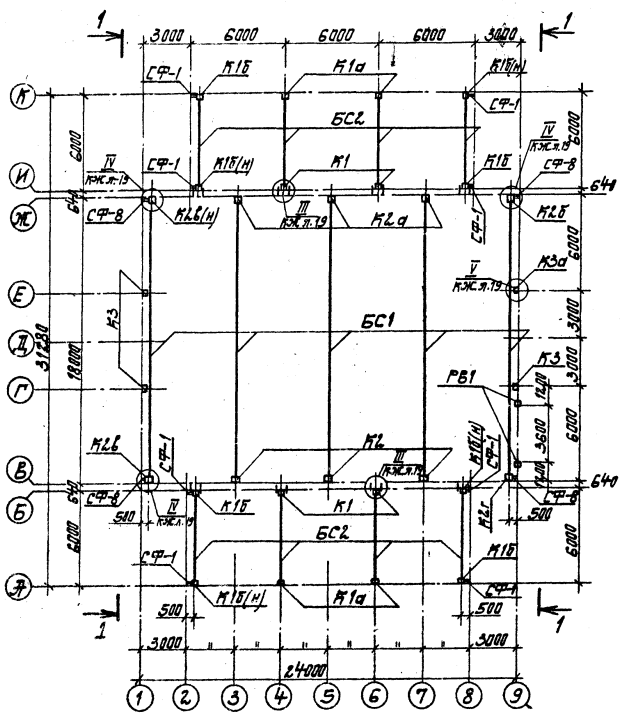 1 1
3000 6000 6000 6000 3000
СФ-1 К1б К1а К1б(н)
К
СФ-1
БС2
6000 6000
IV
КЖ л.19
СФ-1 К1б(н) К1 К1б
IV
КЖ л.19
СФ-8
И
640 640
Ж
СФ-8 К2в(н)
III
КЖ л.19
К2а СФ-1 К2б
6000
V
КЖ л.19
К3а
Е
К3
БС1
3000
Д
31280 18000
3000
Г
РВ1 К3
1200
3600
6000
К2в СФ-1 К2
III
КЖ л.19
К1б(н) СФ-1
1200
В
640 640
Б
СФ-8
IV
КЖ л.19
К1б К1 К2г СФ-8
500 500
6000 6000
БС2
СФ-1 К1б
А
К1б(н) К1а СФ-1
500 500
1 1
3000 " " " " " " 3000
24000
1 2 3 4 5 6 7 8 9